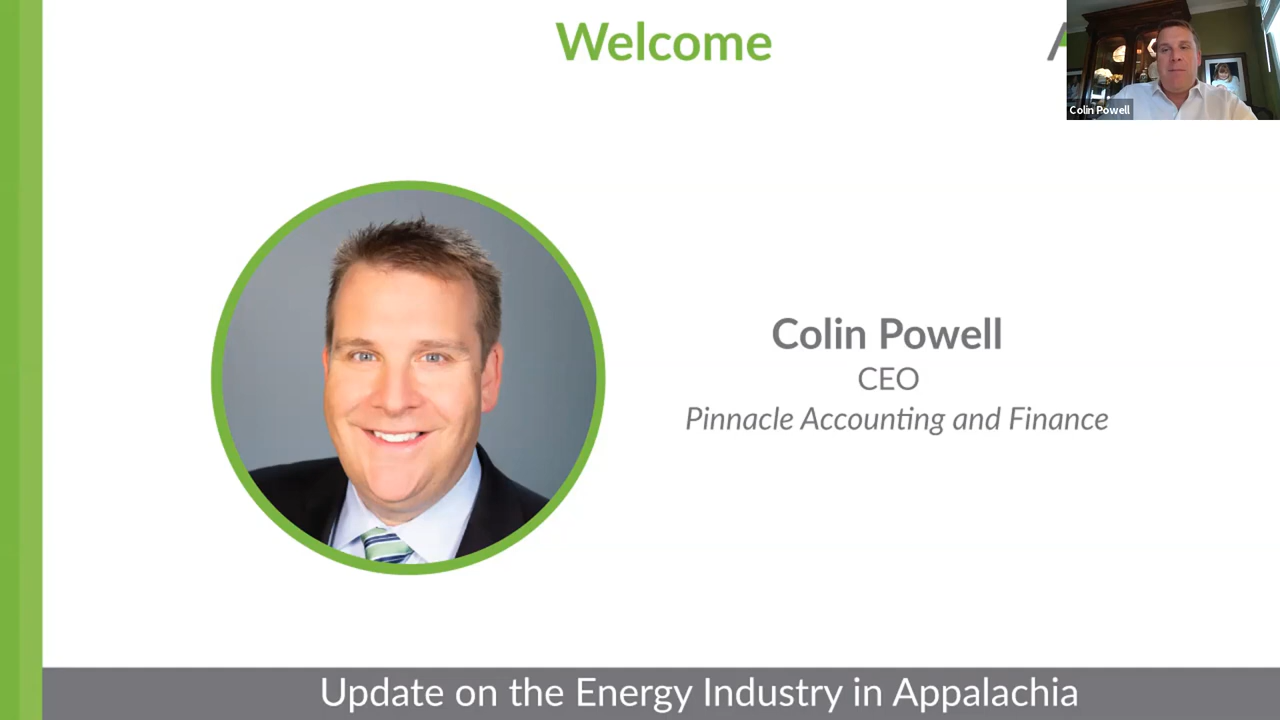 Welcome
A
Colin Powell
Colin Powell
CEO
Pinnacle Accounting and Finance
Update on the Energy Industry in Appalachia